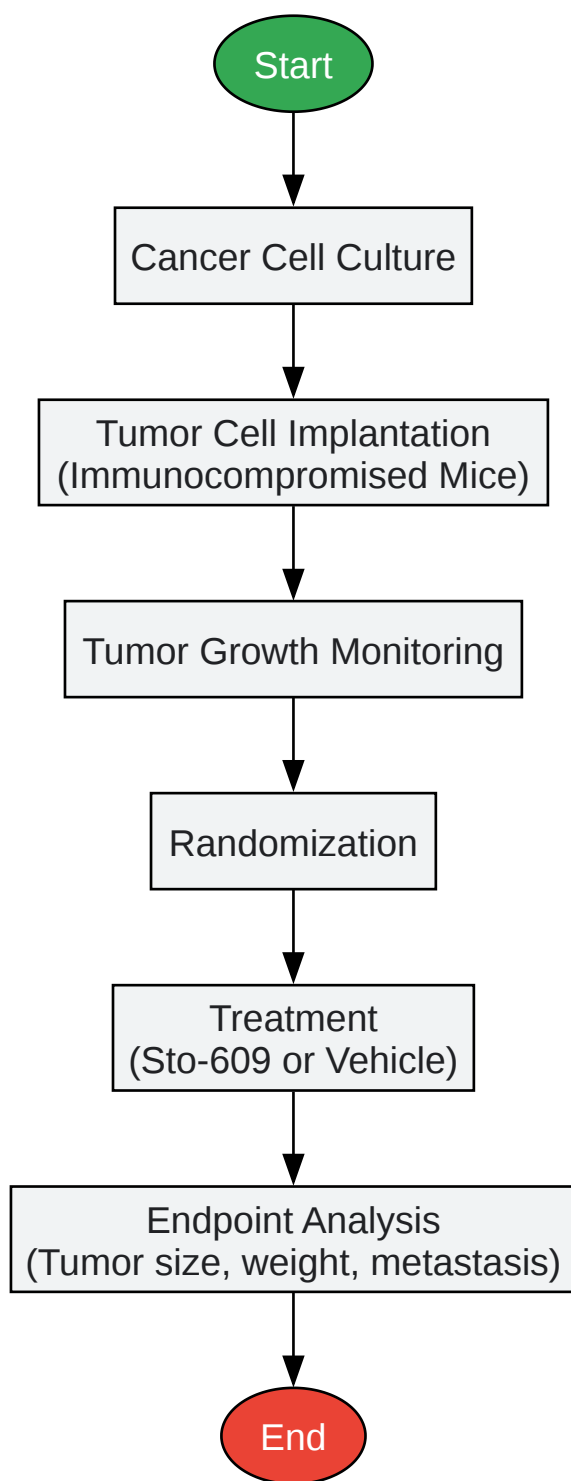 Start
Cancer Cell Culture
Tumor Cell Implantation
(Immunocompromised Mice)
Tumor Growth Monitoring
Randomization
Treatment
(Sto-609 or Vehicle)
Endpoint Analysis
(Tumor size, weight, metastasis)
End